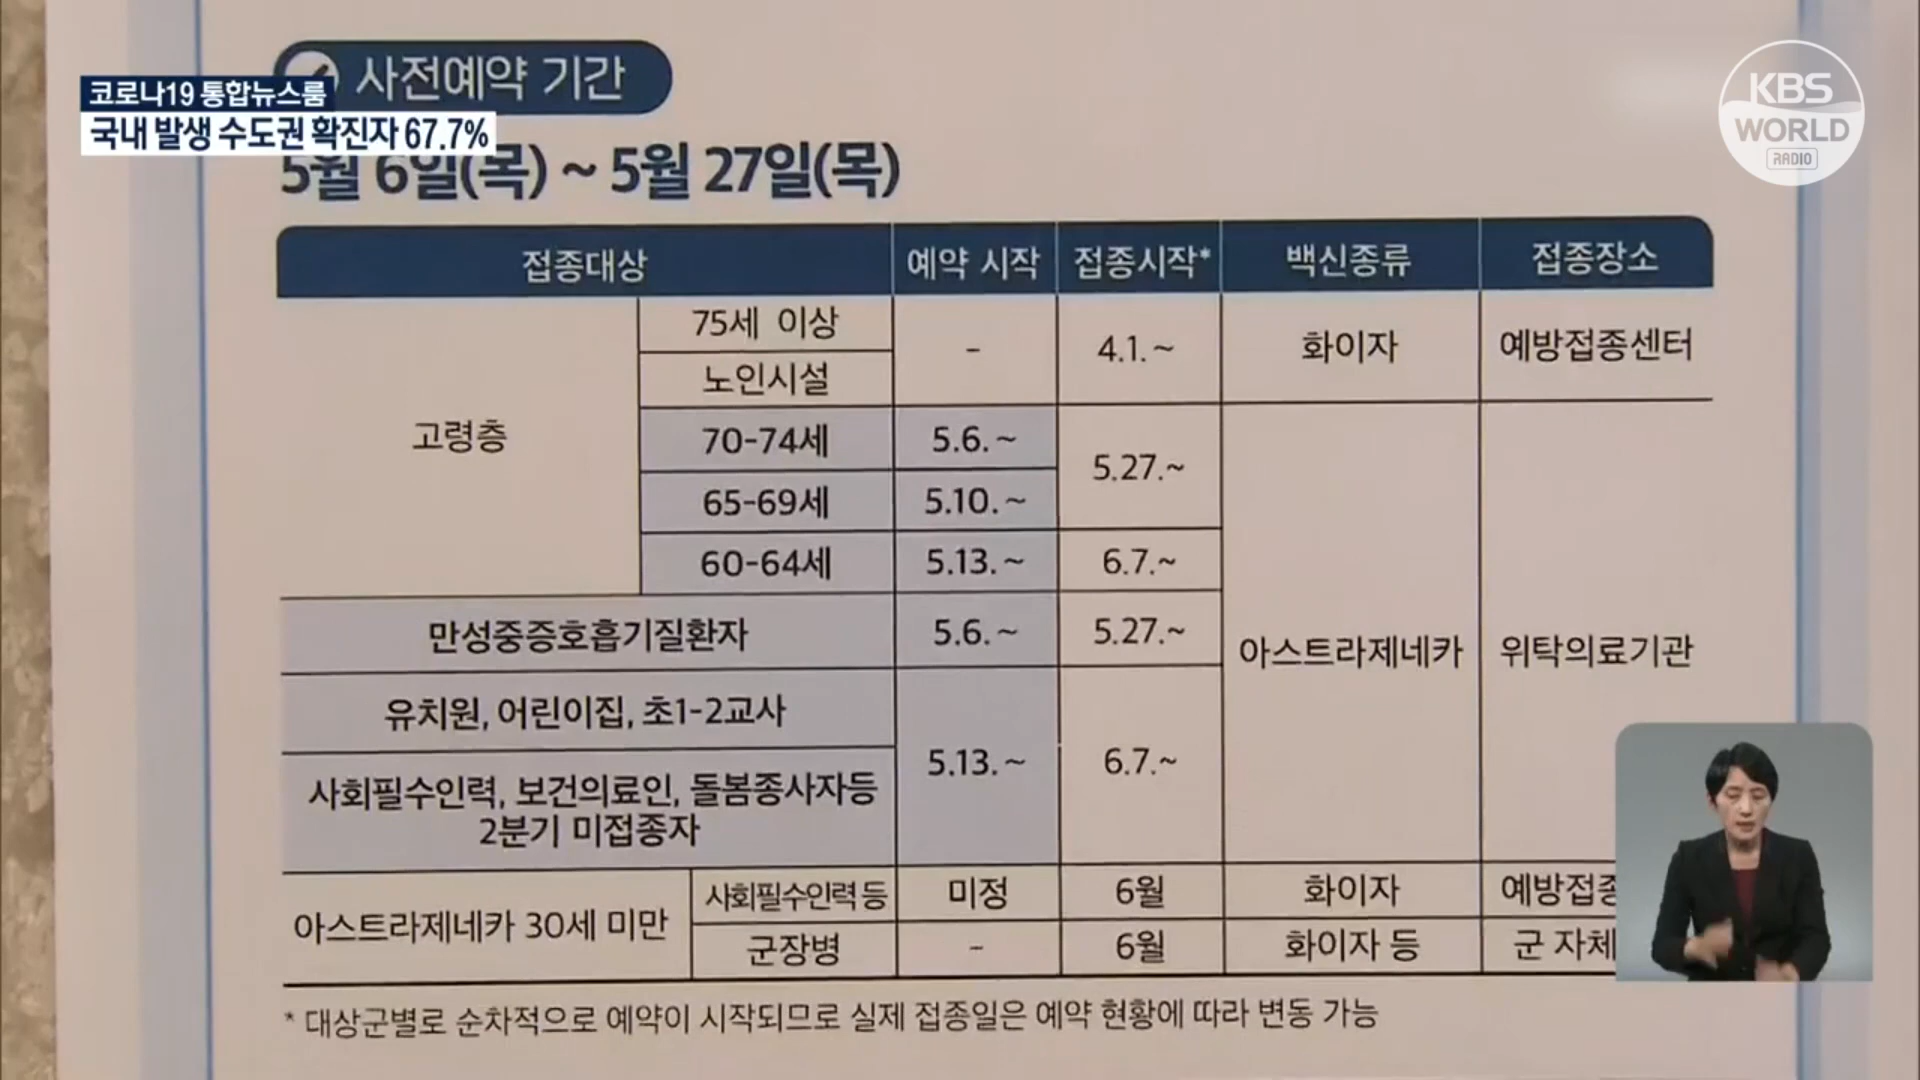 사전예약 기간
코로나19 통합뉴스룸
국내 발생 수도권 확진자 67.7%
KBS
WORLD
RADIO
5월 6일(목) ~ 5월 27일(목)
접종대상 예약 시작 접종시작* 백신종류 접종장소
고령층 75세 이상 - 4.1.~ 화이자 예방접종센터
노인시설
70-74세 5.6.~ 5.27.~ 아스트라제네카 위탁의료기관
65-69세 5.10.~
60-64세 5.13.~ 6.7.~
만성중증호흡기질환자 5.6.~ 5.27.~
유치원, 어린이집, 초1-2교사 5.13.~ 6.7.~
사회필수인력, 보건의료인, 돌봄종사자등
2분기 미접종자
아스트라제네카 30세 미만 사회필수인력 등 미정 6월 화이자 예방접종
군장병 - 6월 화이자 등 군 자체
* 대상군별로 순차적으로 예약이 시작되므로 실제 접종일은 예약 현황에 따라 변동 가능